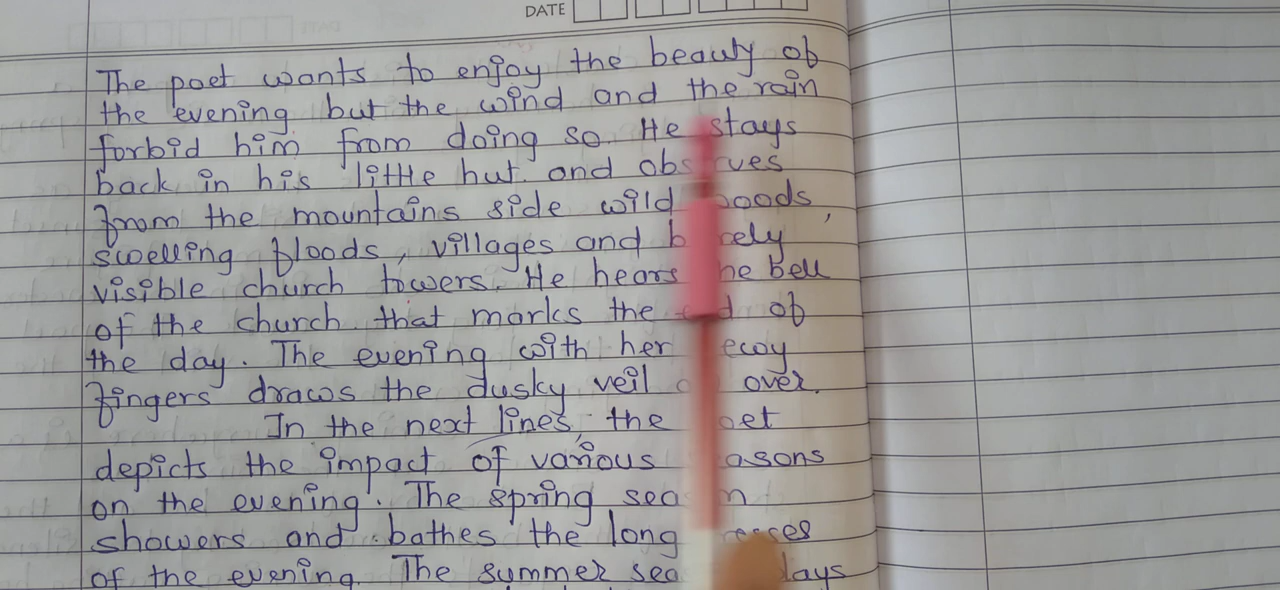 DATE
The poet wants to enjoy the beauty of
the evening but the wind and the rain
forbid him from doing so. He stays
back in his little hut and
from the mountains side wild
swelling floods, villages and
visible church towers. He hears bell
of the church that marks the of
the day. The evening with her
fingers draws the dusky veil over.
In the next lines, the
depicts the impact of various
on the evening. The spring
showers and bathes the long
of the evening. The summer